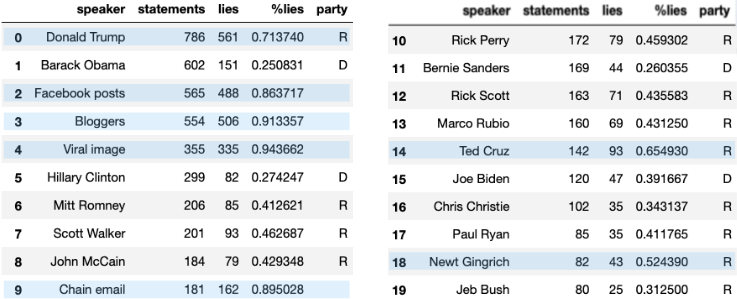 speaker statements lies %lies party
0 Donald Trump 786 561 0.713740 R
1 Barack Obama 602 151 0.250831 D
2 Facebook posts 565 488 0.863717
3 Bloggers 554 506 0.913357
4 Viral image 355 335 0.943662
5 Hillary Clinton 299 82 0.274247 D
6 Mitt Romney 206 85 0.412621 R
7 Scott Walker 201 93 0.462687 R
8 John McCain 184 79 0.429348 R
9 Chain email 181 162 0.895028
speaker statements lies %lies party
10 Rick Perry 172 79 0.459302 R
11 Bernie Sanders 169 44 0.260355 D
12 Rick Scott 163 71 0.435583 R
13 Marco Rubio 160 69 0.431250 R
14 Ted Cruz 142 93 0.654930 R
15 Joe Biden 120 47 0.391667 D
16 Chris Christie 102 35 0.343137 R
17 Paul Ryan 85 35 0.411765 R
18 Newt Gingrich 82 43 0.524390 R
19 Jeb Bush 80 25 0.312500 R